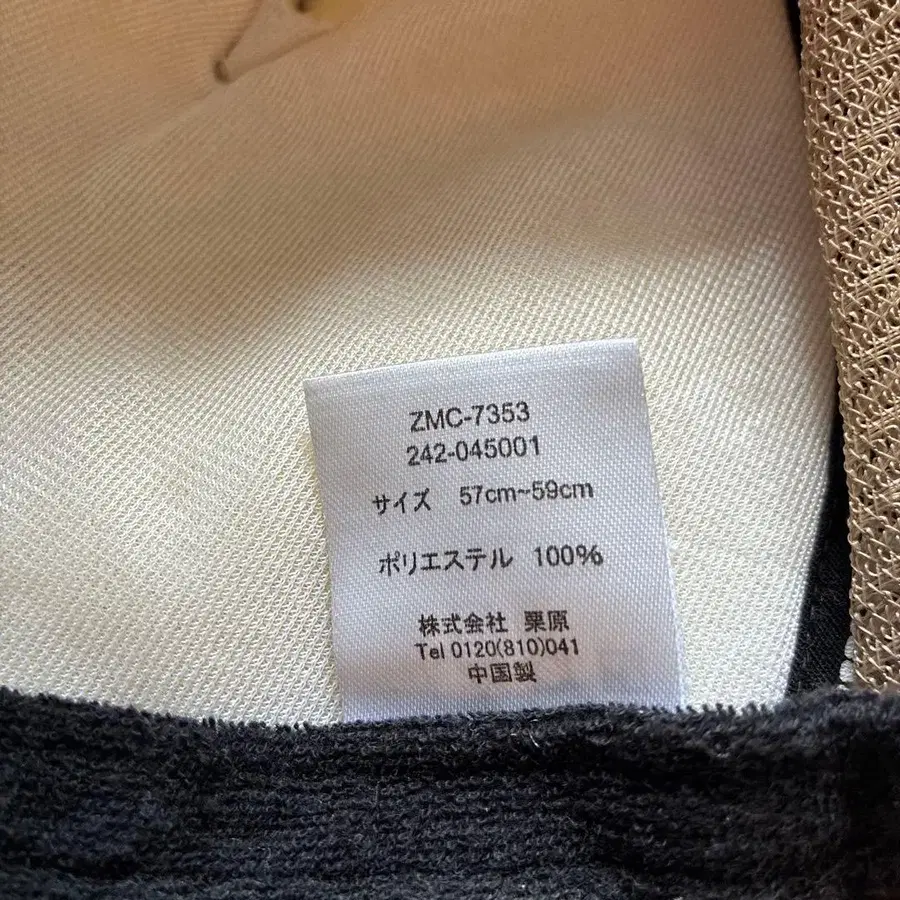 ZMC-7353
242-045001
サイズ 57cm~59cm
ポリエステル 100%
株式会社 栗原
Tel 0120(810)041
中国製